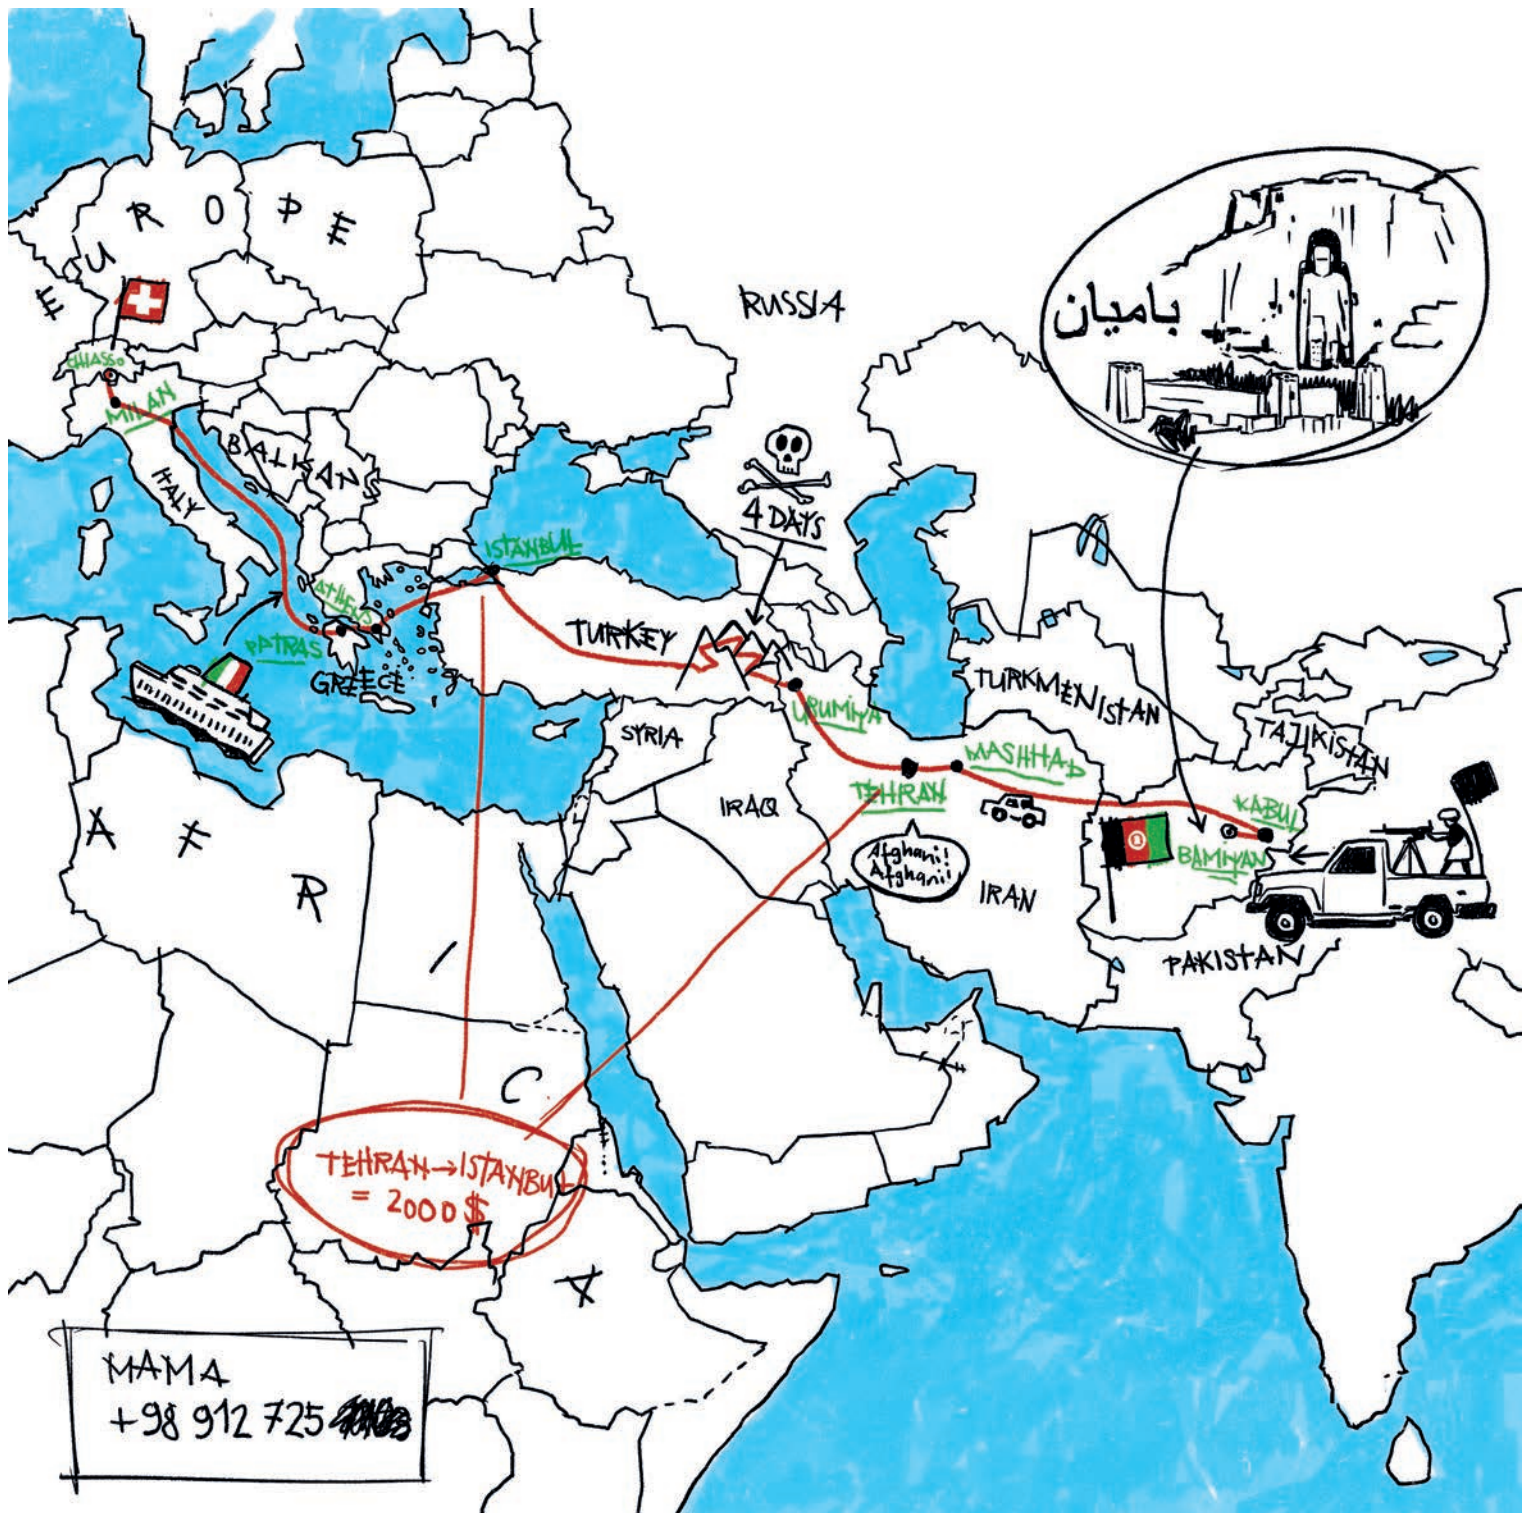 EUROPE
RUSSIA
باميان
CHIASSO
MILAN
BALKANS
ITALY
4 DAYS
ISTANBUL
ATHENS
PATRAS
GREECE
TURKEY
URUMIYA
SYRIA
IRAQ
TURKMENISTAN
TAJIKISTAN
MASHHAD
TEHRAN
KABUL
BAMIYAN
Afghani!
Afghani!
IRAN
PAKISTAN
AFRICA
TEHRAN→ISTANBUL
= 2000 $
MAMA
+98 912 725